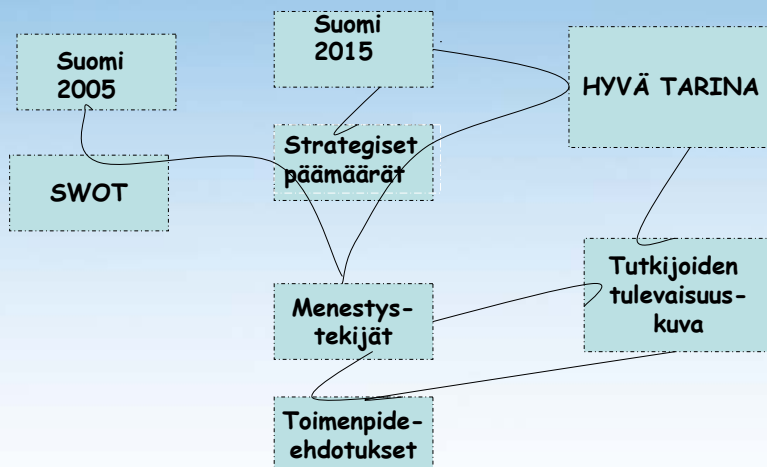 Suomi
2005
Suomi
2015
HYVÄ TARINA
SWOT
Strategiset
päämäärät
Menestys-
tekijät
Tutkijoiden
tulevaisuus-
kuva
Toimenpide-
ehdotukset